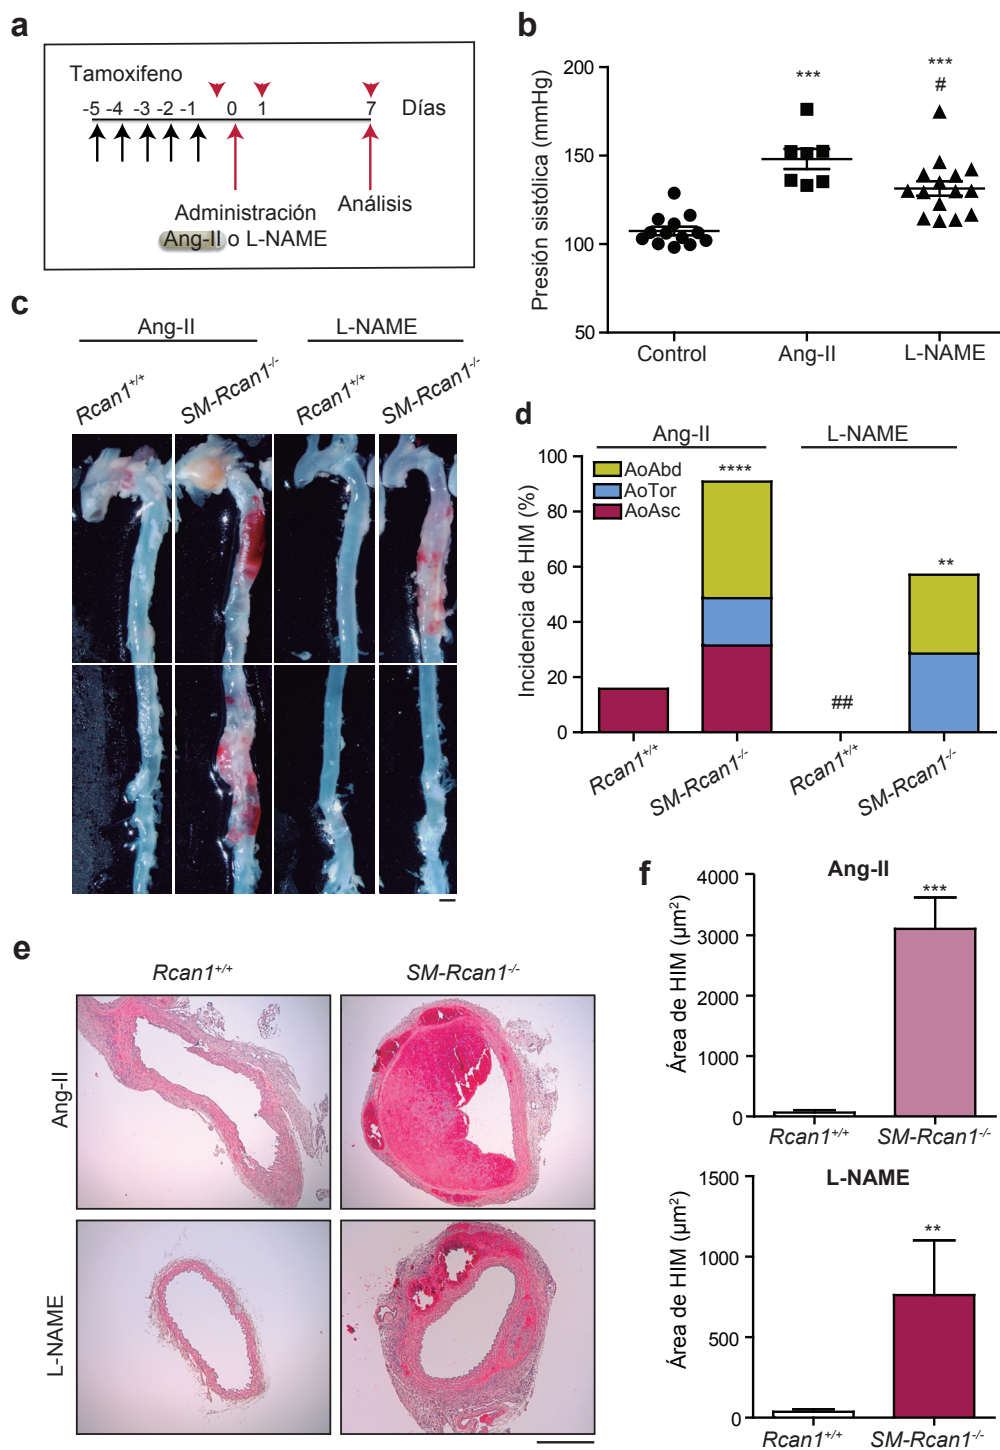 a
Tamoxifeno
-5 -4 -3 -2 -1 0 1 7 Días
Administración
Ang-II o L-NAME
Análisis
b
Presión sistólica (mmHg)
200
150
100
50
***
***
#
Control Ang-II L-NAME
c
Ang-II L-NAME
Rcan1+/+ SM-Rcan1-/- Rcan1+/+ SM-Rcan1-/-
d
Ang-II L-NAME
Incidencia de HIM (%)
100
80
60
40
20
0
AoAbd
AoTor
AoAsc
****
##
**
Rcan1+/+ SM-Rcan1-/- Rcan1+/+ SM-Rcan1-/-
e
Rcan1+/+ SM-Rcan1-/-
Ang-II
L-NAME
f
Ang-II
Área de HIM (µm²)
4000
3000
2000
1000
0
***
Rcan1+/+ SM-Rcan1-/-
L-NAME
Área de HIM (µm²)
1500
1000
500
0
**
Rcan1+/+ SM-Rcan1-/-